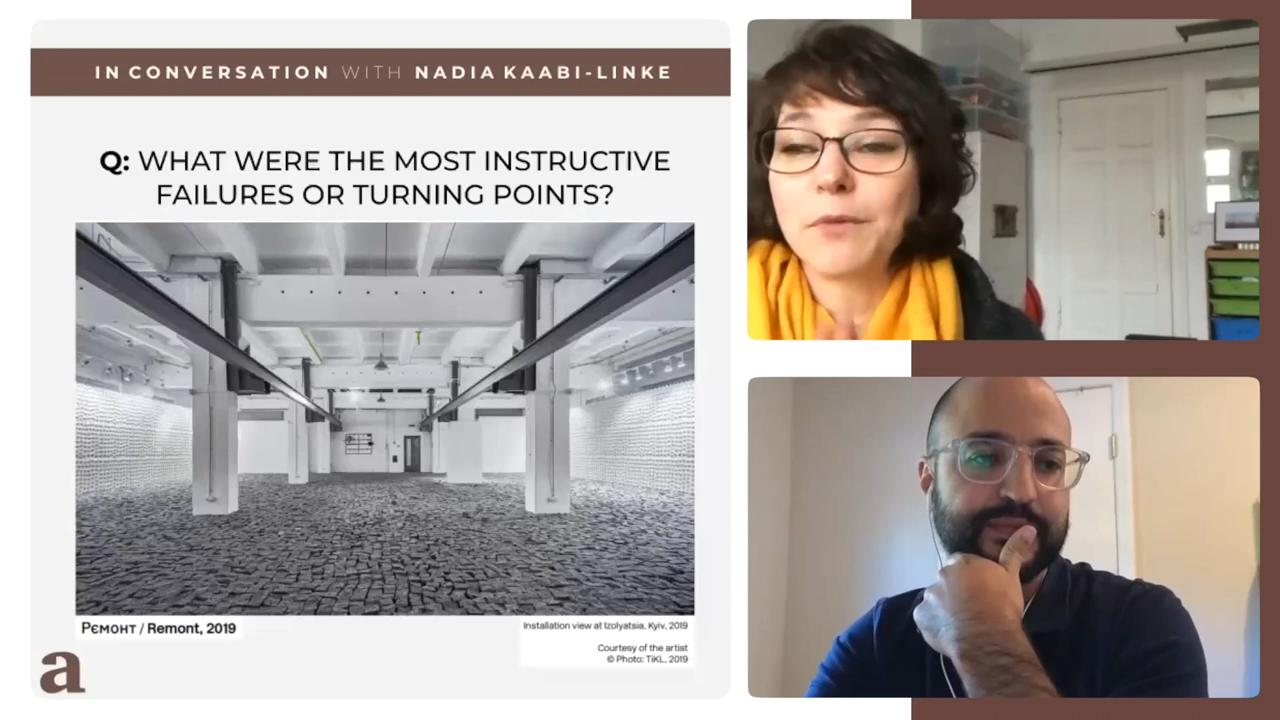 IN CONVERSATION WITH NADIA KAABI-LINKE
Q: WHAT WERE THE MOST INSTRUCTIVE
FAILURES OR TURNING POINTS?
Рємонт / Remont, 2019
Installation view at Izolyatsia, Kyiv, 2019
Courtesy of the artist
© Photo: TiKL, 2019
a